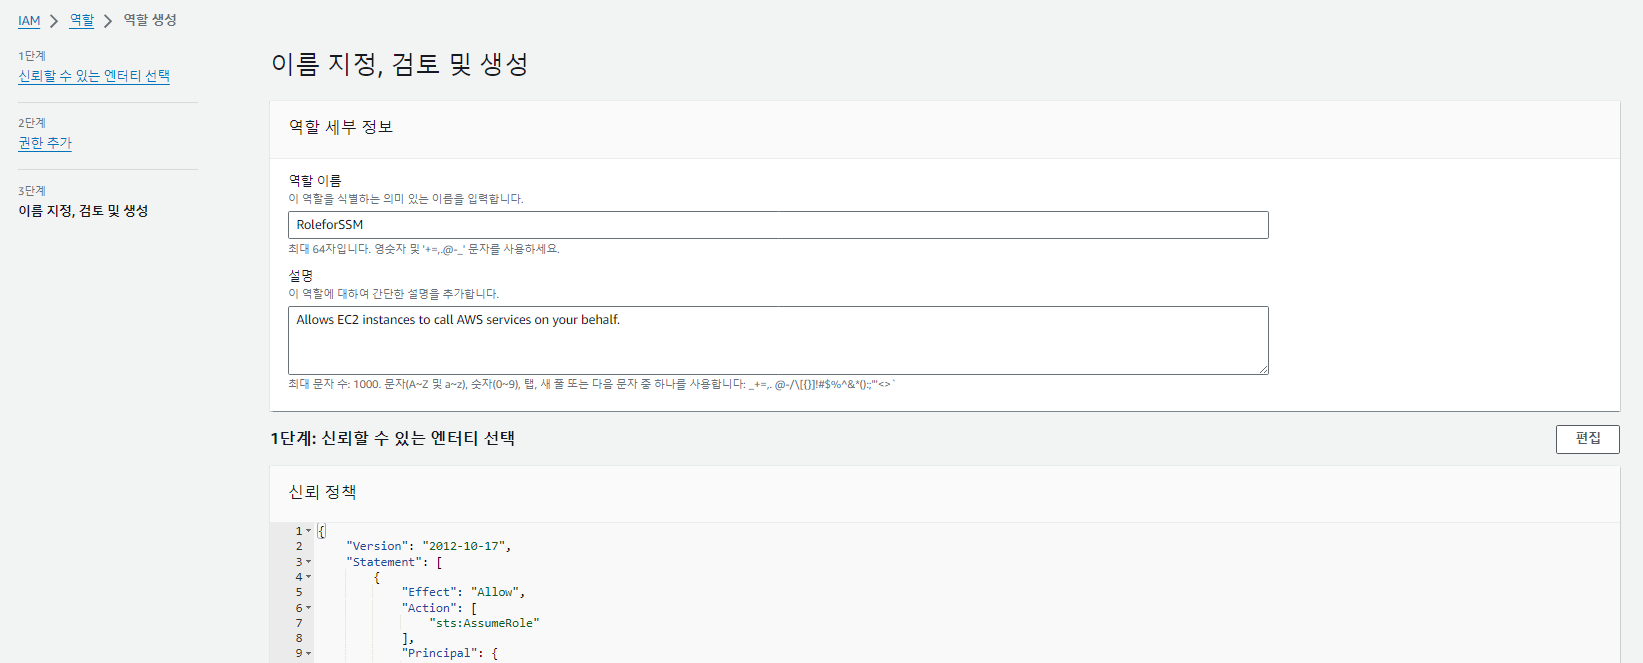 IAM > 역할 > 역할 생성
1단계
신뢰할 수 있는 엔터티 선택
2단계
권한 추가
3단계
이름 지정, 검토 및 생성
이름 지정, 검토 및 생성
역할 세부 정보
역할 이름
이 역할을 식별하는 의미 있는 이름을 입력합니다.
RoleforSSM
최대 64자입니다. 영숫자 및 '+=,.@-_' 문자를 사용하세요.
설명
이 역할에 대하여 간단한 설명을 추가합니다.
Allows EC2 instances to call AWS services on your behalf.
최대 문자 수: 1000. 문자(A~Z 및 a~z), 숫자(0~9), 탭, 새 줄 또는 다음 문자 중 하나를 사용합니다: _+=,. @-/\[{}]!#$%^&*();:"'<>`
1단계: 신뢰할 수 있는 엔터티 선택
편집
신뢰 정책
1 {
2 "Version": "2012-10-17",
3 "Statement": [
4 {
5 "Effect": "Allow",
6 "Action": [
7 "sts:AssumeRole"
8 ],
9 "Principal": {